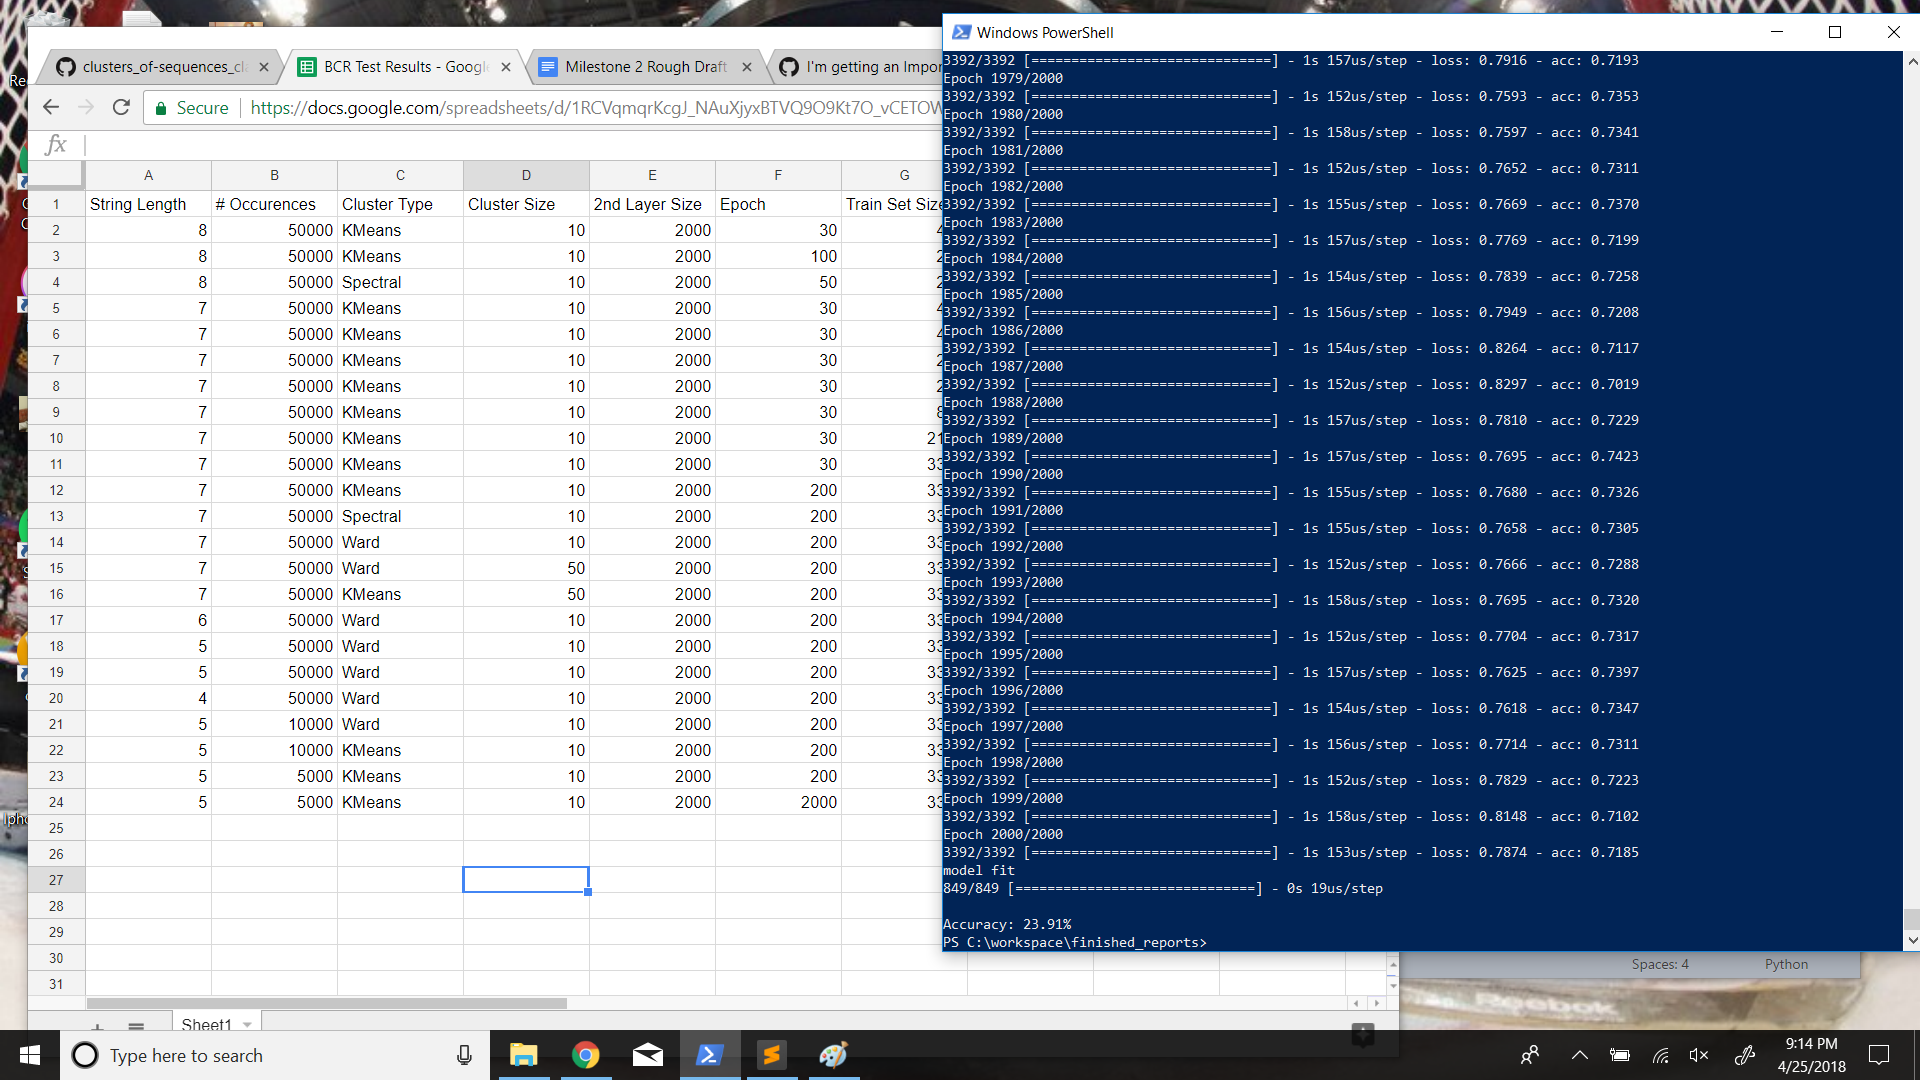 clusters_of-sequences_cl
BCR Test Results - Google
Milestone 2 Rough Draft
I'm getting an Impor
Secure
https://docs.google.com/spreadsheets/d/1RCVqmqrKcgJ_NAuXjyxBTVQ9O9Kt7O_vCETOW
fx
A B C D E F G
1 String Length # Occurences Cluster Type Cluster Size 2nd Layer Size Epoch Train Set Size
2 8 50000 KMeans 10 2000 30
3 8 50000 KMeans 10 2000 100
4 8 50000 Spectral 10 2000 50
5 7 50000 KMeans 10 2000 30
6 7 50000 KMeans 10 2000 30
7 7 50000 KMeans 10 2000 30
8 7 50000 KMeans 10 2000 30
9 7 50000 KMeans 10 2000 30
10 7 50000 KMeans 10 2000 30 21
11 7 50000 KMeans 10 2000 30 33
12 7 50000 KMeans 10 2000 200 33
13 7 50000 Spectral 10 2000 200 33
14 7 50000 Ward 10 2000 200 33
15 7 50000 Ward 50 2000 200 33
16 7 50000 KMeans 50 2000 200 33
17 6 50000 Ward 10 2000 200 33
18 5 50000 Ward 10 2000 200 33
19 5 50000 Ward 10 2000 200 33
20 4 50000 Ward 10 2000 200 33
21 5 10000 Ward 10 2000 200 33
22 5 10000 KMeans 10 2000 200 33
23 5 5000 KMeans 10 2000 200 33
24 5 5000 KMeans 10 2000 2000 33
25
26
27
28
29
30
31
Sheet1
Windows PowerShell
3392/3392 [==============================] - 1s 157us/step - loss: 0.7916 - acc: 0.7193
Epoch 1979/2000
3392/3392 [==============================] - 1s 152us/step - loss: 0.7593 - acc: 0.7353
Epoch 1980/2000
3392/3392 [==============================] - 1s 158us/step - loss: 0.7597 - acc: 0.7341
Epoch 1981/2000
3392/3392 [==============================] - 1s 152us/step - loss: 0.7652 - acc: 0.7311
Epoch 1982/2000
3392/3392 [==============================] - 1s 155us/step - loss: 0.7669 - acc: 0.7370
Epoch 1983/2000
3392/3392 [==============================] - 1s 157us/step - loss: 0.7769 - acc: 0.7199
Epoch 1984/2000
3392/3392 [==============================] - 1s 154us/step - loss: 0.7839 - acc: 0.7258
Epoch 1985/2000
3392/3392 [==============================] - 1s 156us/step - loss: 0.7949 - acc: 0.7208
Epoch 1986/2000
3392/3392 [==============================] - 1s 154us/step - loss: 0.8264 - acc: 0.7117
Epoch 1987/2000
3392/3392 [==============================] - 1s 152us/step - loss: 0.8297 - acc: 0.7019
Epoch 1988/2000
3392/3392 [==============================] - 1s 157us/step - loss: 0.7810 - acc: 0.7229
Epoch 1989/2000
3392/3392 [==============================] - 1s 157us/step - loss: 0.7695 - acc: 0.7423
Epoch 1990/2000
3392/3392 [==============================] - 1s 155us/step - loss: 0.7680 - acc: 0.7326
Epoch 1991/2000
3392/3392 [==============================] - 1s 155us/step - loss: 0.7658 - acc: 0.7305
Epoch 1992/2000
3392/3392 [==============================] - 1s 152us/step - loss: 0.7666 - acc: 0.7288
Epoch 1993/2000
3392/3392 [==============================] - 1s 158us/step - loss: 0.7695 - acc: 0.7320
Epoch 1994/2000
3392/3392 [==============================] - 1s 152us/step - loss: 0.7704 - acc: 0.7317
Epoch 1995/2000
3392/3392 [==============================] - 1s 157us/step - loss: 0.7625 - acc: 0.7397
Epoch 1996/2000
3392/3392 [==============================] - 1s 154us/step - loss: 0.7618 - acc: 0.7347
Epoch 1997/2000
3392/3392 [==============================] - 1s 156us/step - loss: 0.7714 - acc: 0.7311
Epoch 1998/2000
3392/3392 [==============================] - 1s 152us/step - loss: 0.7829 - acc: 0.7223
Epoch 1999/2000
3392/3392 [==============================] - 1s 158us/step - loss: 0.8148 - acc: 0.7102
Epoch 2000/2000
3392/3392 [==============================] - 1s 153us/step - loss: 0.7874 - acc: 0.7185
model fit
849/849 [==============================] - 0s 19us/step
Accuracy: 23.91%
PS C:\workspace\finished_reports>
Spaces: 4 Python
Reebok
Type here to search
9:14 PM
4/25/2018